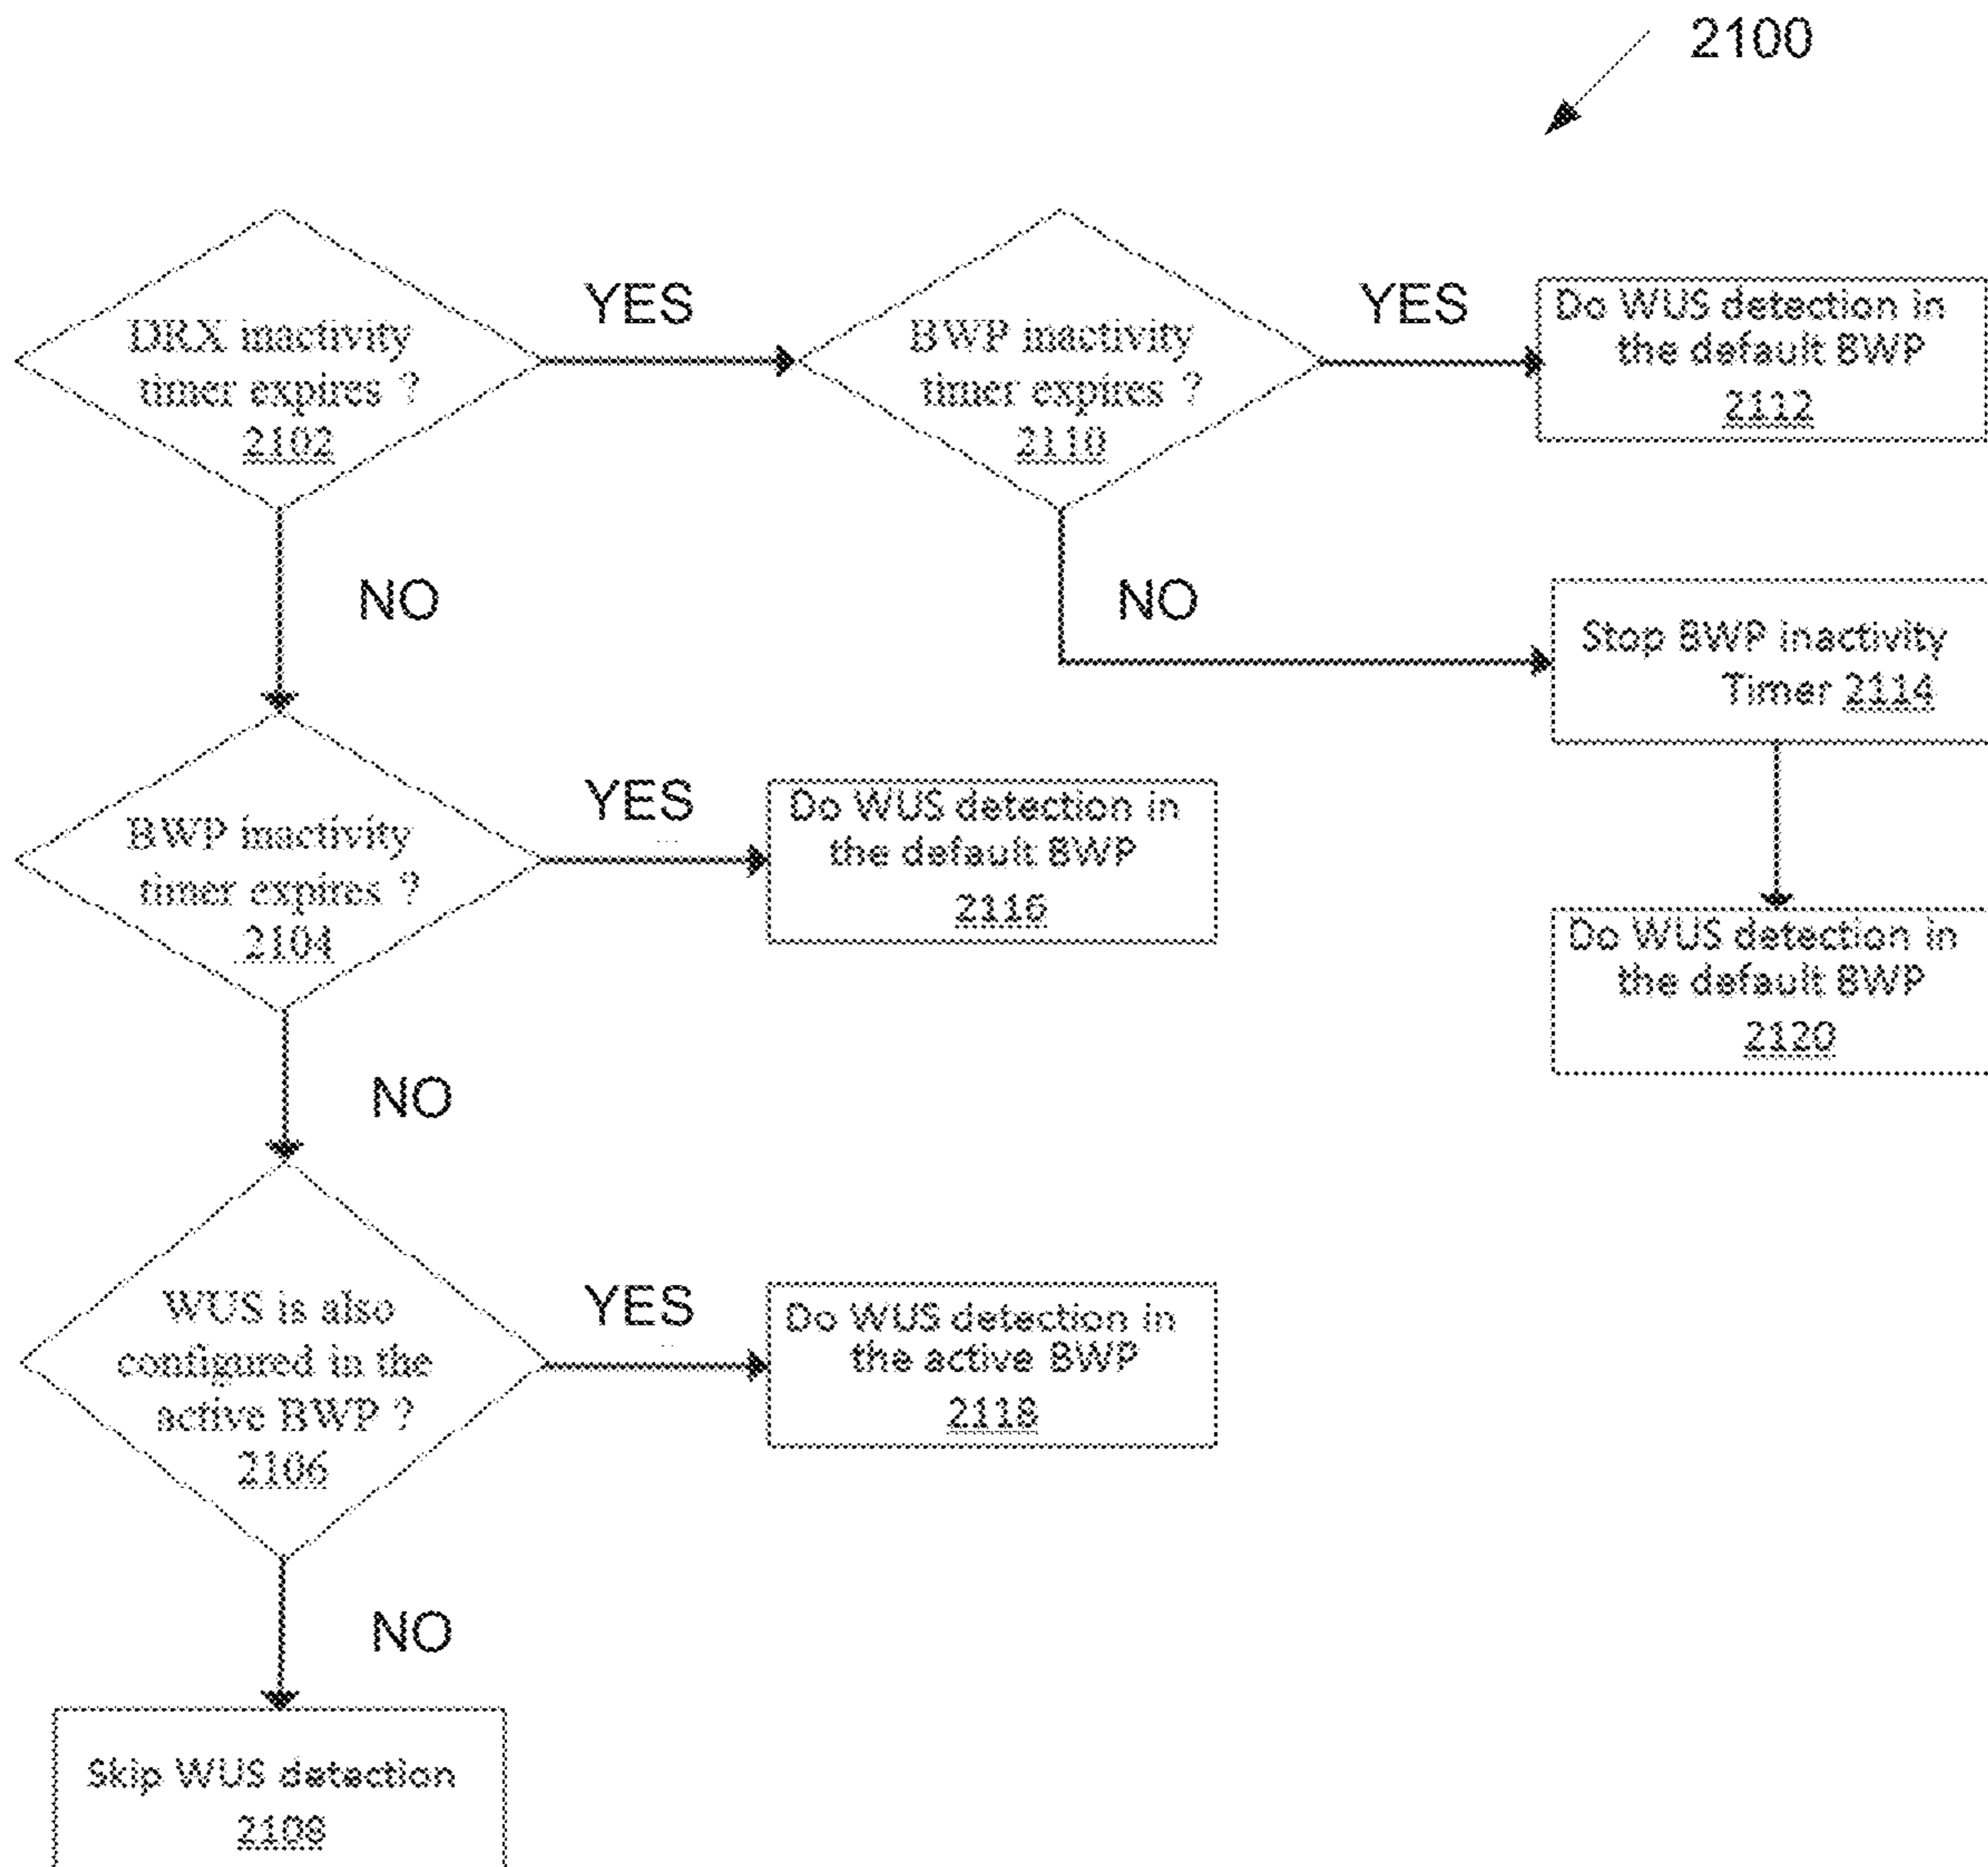 2100
DRX inactivity
timer expires ?
2102
YES
BWP inactivity
timer expires ?
2110
YES
Do WUS detection in
the default BWP
2112
NO
NO
Stop BWP inactivity
Timer 2114
BWP inactivity
timer expires ?
2104
YES
Do WUS detection in
the default BWP
2116
Do WUS detection in
the default BWP
2120
NO
WUS is also
configured in the
active BWP ?
2106
YES
Do WUS detection in
the active BWP
2118
NO
Skip WUS detection
2108